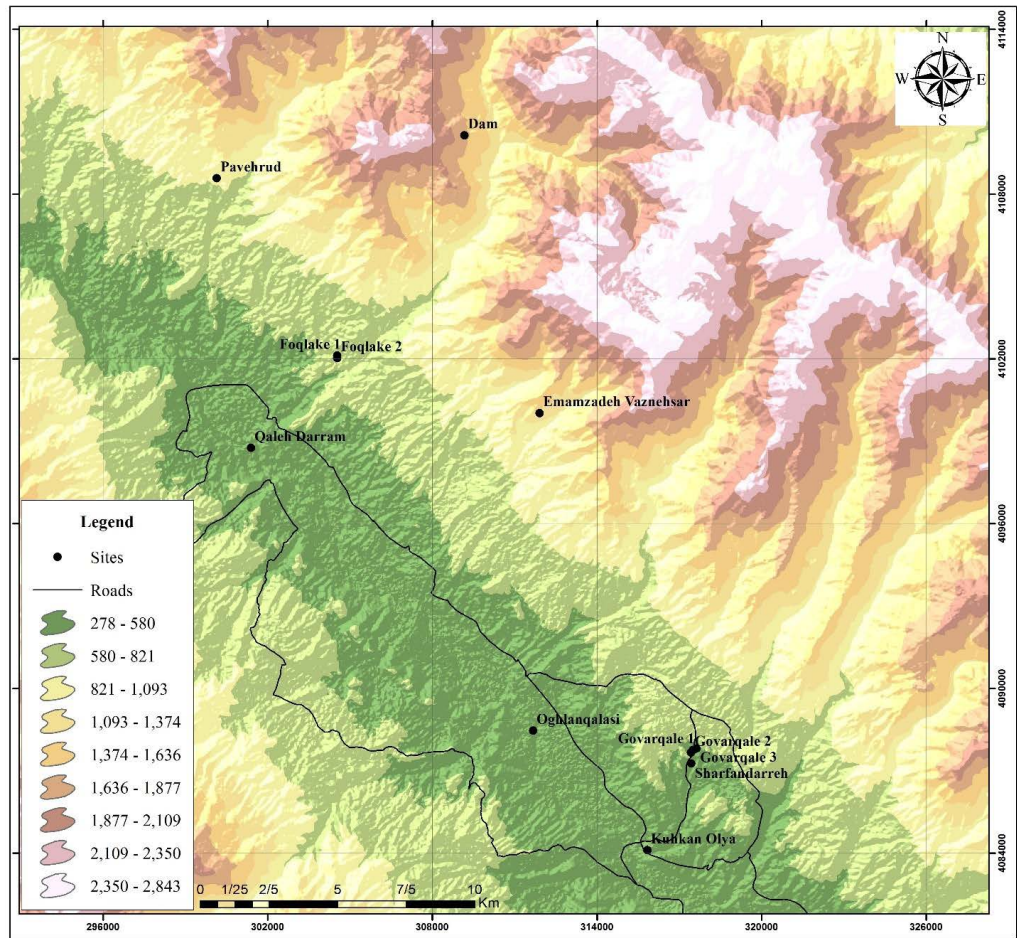 N
W E
S
4114000
Dam
Pavehrud
4108000
Foqlake 1 Foqlake 2
4102000
Emamzadeh Vaznehsar
Qaleh Darram
4096000
Legend
Sites
Roads
278 - 580
580 - 821
821 - 1,093
1,093 - 1,374
1,374 - 1,636
1,636 - 1,877
1,877 - 2,109
2,109 - 2,350
2,350 - 2,843
4090000
Oghlanqalasi
Govarqale 1 Govarqale 2
Govarqale 3
Sharfandarreh
Kuhkan Olya
4084000
0 1/25 2/5 5 7/5 10
Km
296000 302000 308000 314000 320000 326000